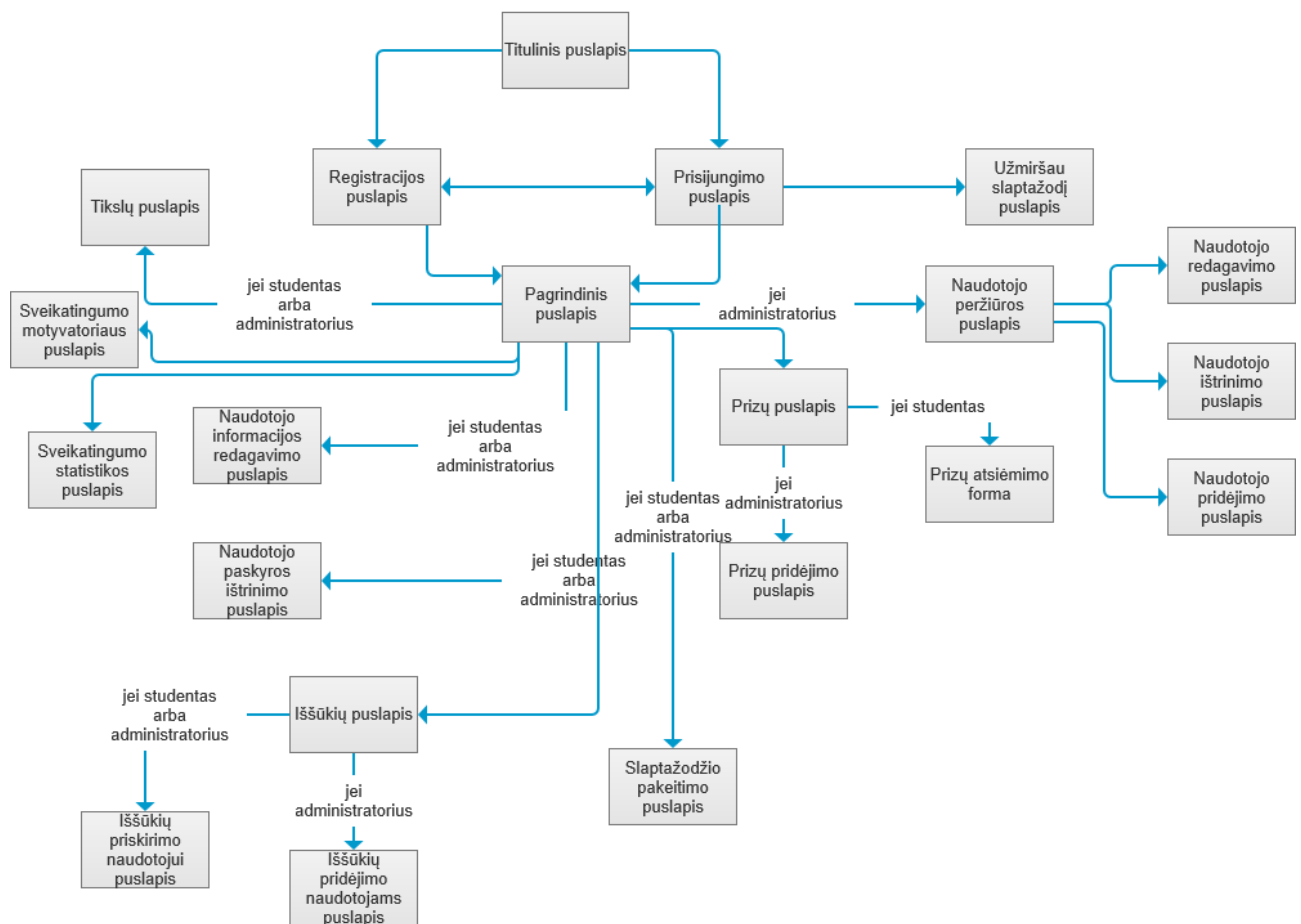 Titulinis puslapis
Registracijos
puslapis
Prisijungimo
puslapis
Užmiršau
slaptažodį
puslapis
Tikslų puslapis
Naudotojo
redagavimo
puslapis
jei studentas
arba
administratorius
Pagrindinis
puslapis
jei
administratorius
Naudotojo
peržiūros
puslapis
Sveikatingumo
motyvatoriaus
puslapis
Naudotojo
ištrinimo
puslapis
Prizų puslapis
jei studentas
Naudotojo
informacijos
redagavimo
puslapis
jei studentas
arba
administratorius
Sveikatingumo
statistikos
puslapis
Prizų atsiėmimo
forma
Naudotojo
pridėjimo
puslapis
jei studentas
arba
administratorius
jei
administratorius
Naudotojo
paskyros
ištrinimo
puslapis
jei studentas
arba
administratorius
Prizų pridėjimo
puslapis
jei studentas
arba
administratorius
Iššūkių puslapis
Slaptažodžio
pakeitimo
puslapis
jei
administratorius
Iššūkių
priskirimo
naudotojui
puslapis
Iššūkių
pridėjimo
naudotojams
puslapis